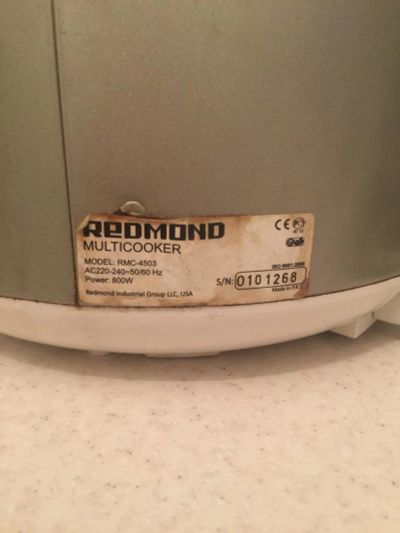 REDMOND
MULTICOOKER
MODEL: RMC-4503
AC220-240~50/60 Hz
Power: 800W
Redmond Industrial Group LLC, USA
CE
ISO 9001:2000
S/N: 0101268
Made in P.R.C